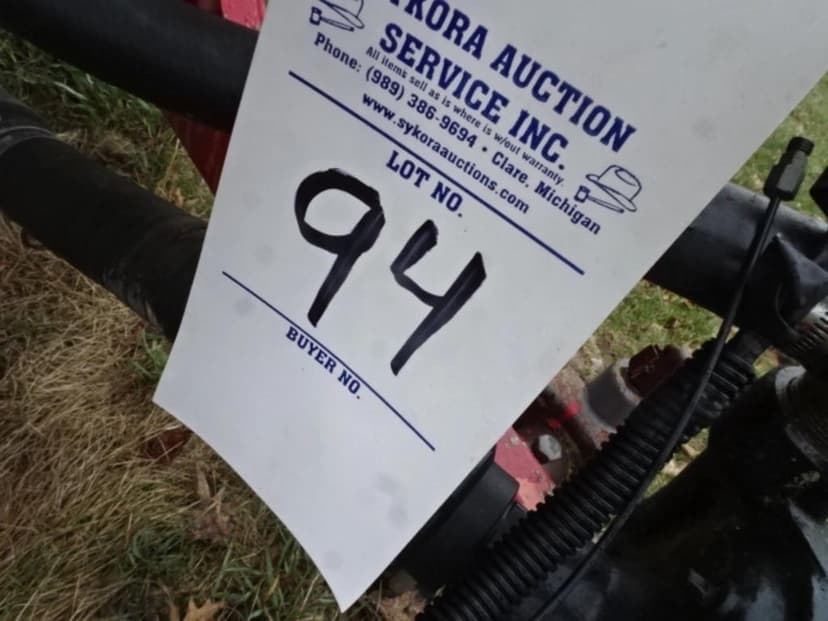 SYKORA AUCTION
SERVICE INC.
All items sell as is where is w/out warranty.
Phone: (989) 386-9694 • Clare, Michigan
www.sykoraauctions.com
LOT NO.
94
BUYER NO.